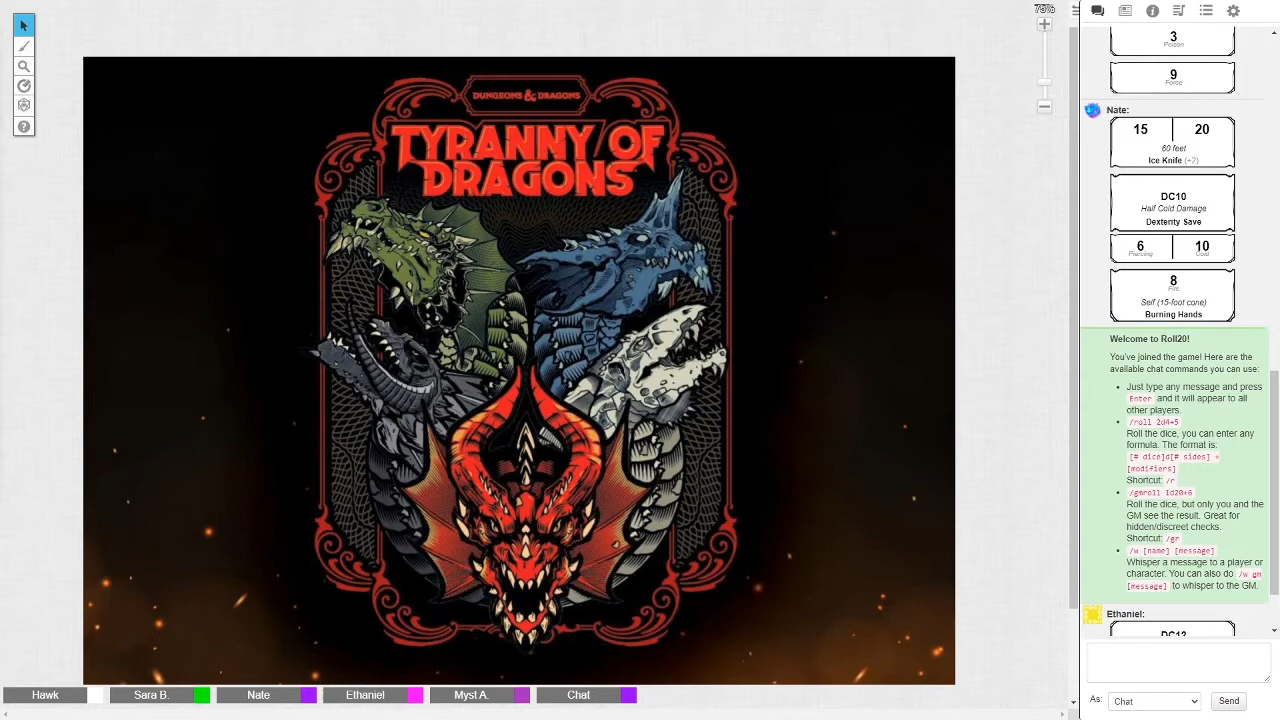 75%
DUNGEONS & DRAGONS
TYRANNY OF
DRAGONS
3
Poison
9
Force
Nate:
15 20
60 feet
Ice Knife (+2)
DC10
Half Cold Damage
Dexterity Save
6 10
Piercing Cold
8
Fire
Self (15-foot cone)
Burning Hands
Welcome to Roll20!
You've joined the game! Here are the
available chat commands you can use:
Just type any message and press
Enter and it will appear to all
other players.
/roll 2d4+5
Roll the dice, you can enter any
formula. The format is:
[# dice]d[# sides] +
[modifiers]
Shortcut: /r
/gmroll 1d20+6
Roll the dice, but only you and the
GM see the result. Great for
hidden/discreet checks.
Shortcut: /gr
/w [name] [message]
Whisper a message to a player or
character. You can also do /w gm
[message] to whisper to the GM.
Ethaniel:
Hawk
Sara B.
Nate
Ethaniel
Myst A.
Chat
As: Chat
Send